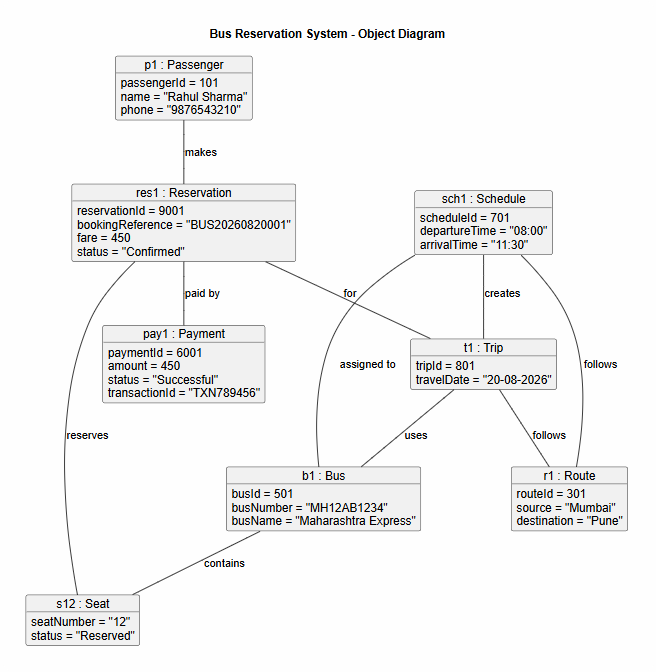 Bus Reservation System - Object Diagram
p1 : Passenger
passengerId = 101
name = "Rahul Sharma"
phone = "9876543210"
makes
res1 : Reservation
reservationId = 9001
bookingReference = "BUS20260820001"
fare = 450
status = "Confirmed"
sch1 : Schedule
scheduleId = 701
departureTime = "08:00"
arrivalTime = "11:30"
paid by
for
creates
pay1 : Payment
paymentId = 6001
amount = 450
status = "Successful"
transactionId = "TXN789456"
t1 : Trip
tripId = 801
travelDate = "20-08-2026"
assigned to
follows
reserves
uses
follows
b1 : Bus
busId = 501
busNumber = "MH12AB1234"
busName = "Maharashtra Express"
r1 : Route
routeId = 301
source = "Mumbai"
destination = "Pune"
contains
s12 : Seat
seatNumber = "12"
status = "Reserved"